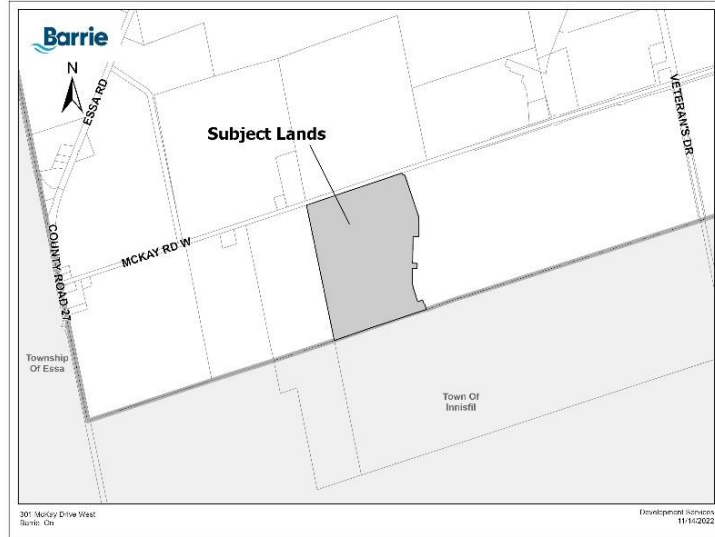 Barrie
N
ESSA RD
VETERAN'S DR
Subject Lands
MCKAY RD W
COUNTY ROAD 27
Township
Of Essa
Town Of
Innisfil
301 McKay Drive West
Barrie, On
Development Services
11/14/2022